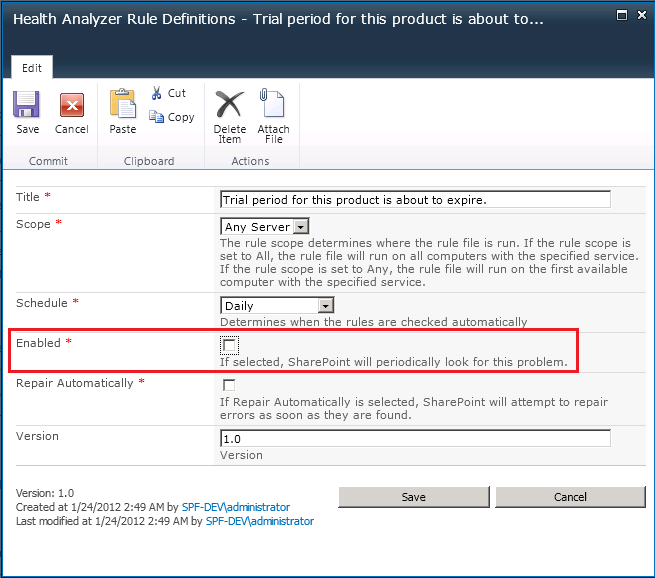 Health Analyzer Rule Definitions - Trial period for this product is about to...
Edit
Save
Cancel
Paste
Cut
Copy
Delete Item
Attach File
Commit
Clipboard
Actions
Title *
Trial period for this product is about to expire.
Scope *
Any Server
The rule scope determines where the rule file is run. If the rule scope is
set to All, the rule file will run on all computers with the specified service.
If the rule scope is set to Any, the rule file will run on the first available
computer with the specified service.
Schedule *
Daily
Determines when the rules are checked automatically
Enabled *
If selected, SharePoint will periodically look for this problem.
Repair Automatically *
If Repair Automatically is selected, SharePoint will attempt to repair
errors as soon as they are found.
Version
1.0
Version
Version: 1.0
Created at 1/24/2012 2:49 AM by SPF-DEV\administrator
Last modified at 1/24/2012 2:49 AM by SPF-DEV\administrator
Save
Cancel